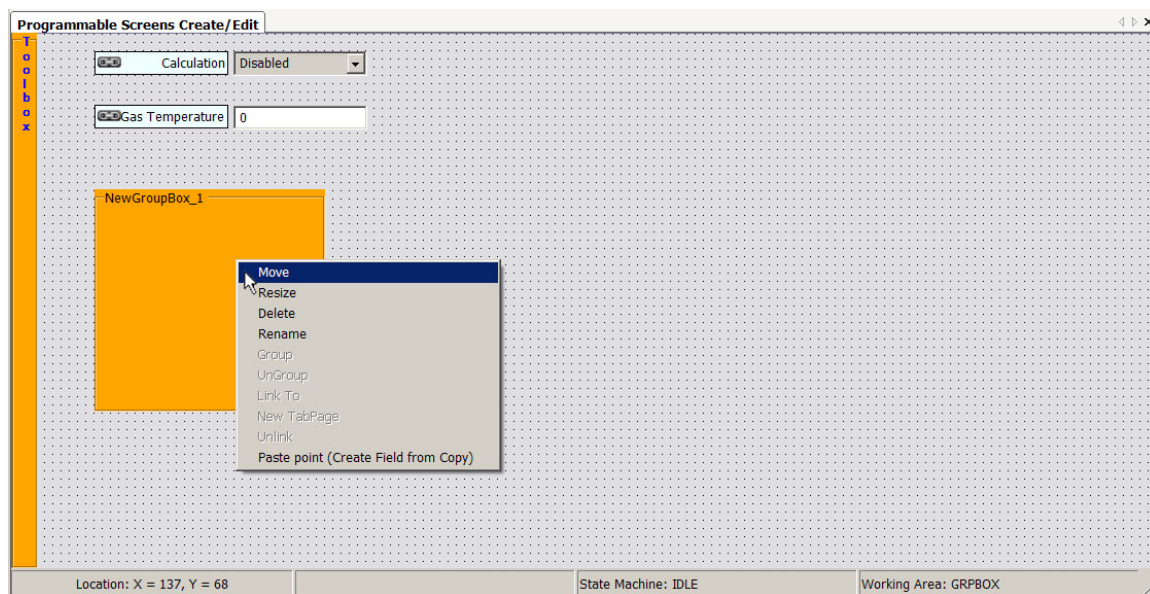 Programmable Screens Create/Edit
Toolbox
Calculation Disabled
Gas Temperature 0
NewGroupBox_1
Move
Resize
Delete
Rename
Group
UnGroup
Link To
New TabPage
Unlink
Paste point (Create Field from Copy)
Location: X = 137, Y = 68 State Machine: IDLE Working Area: GRPBOX